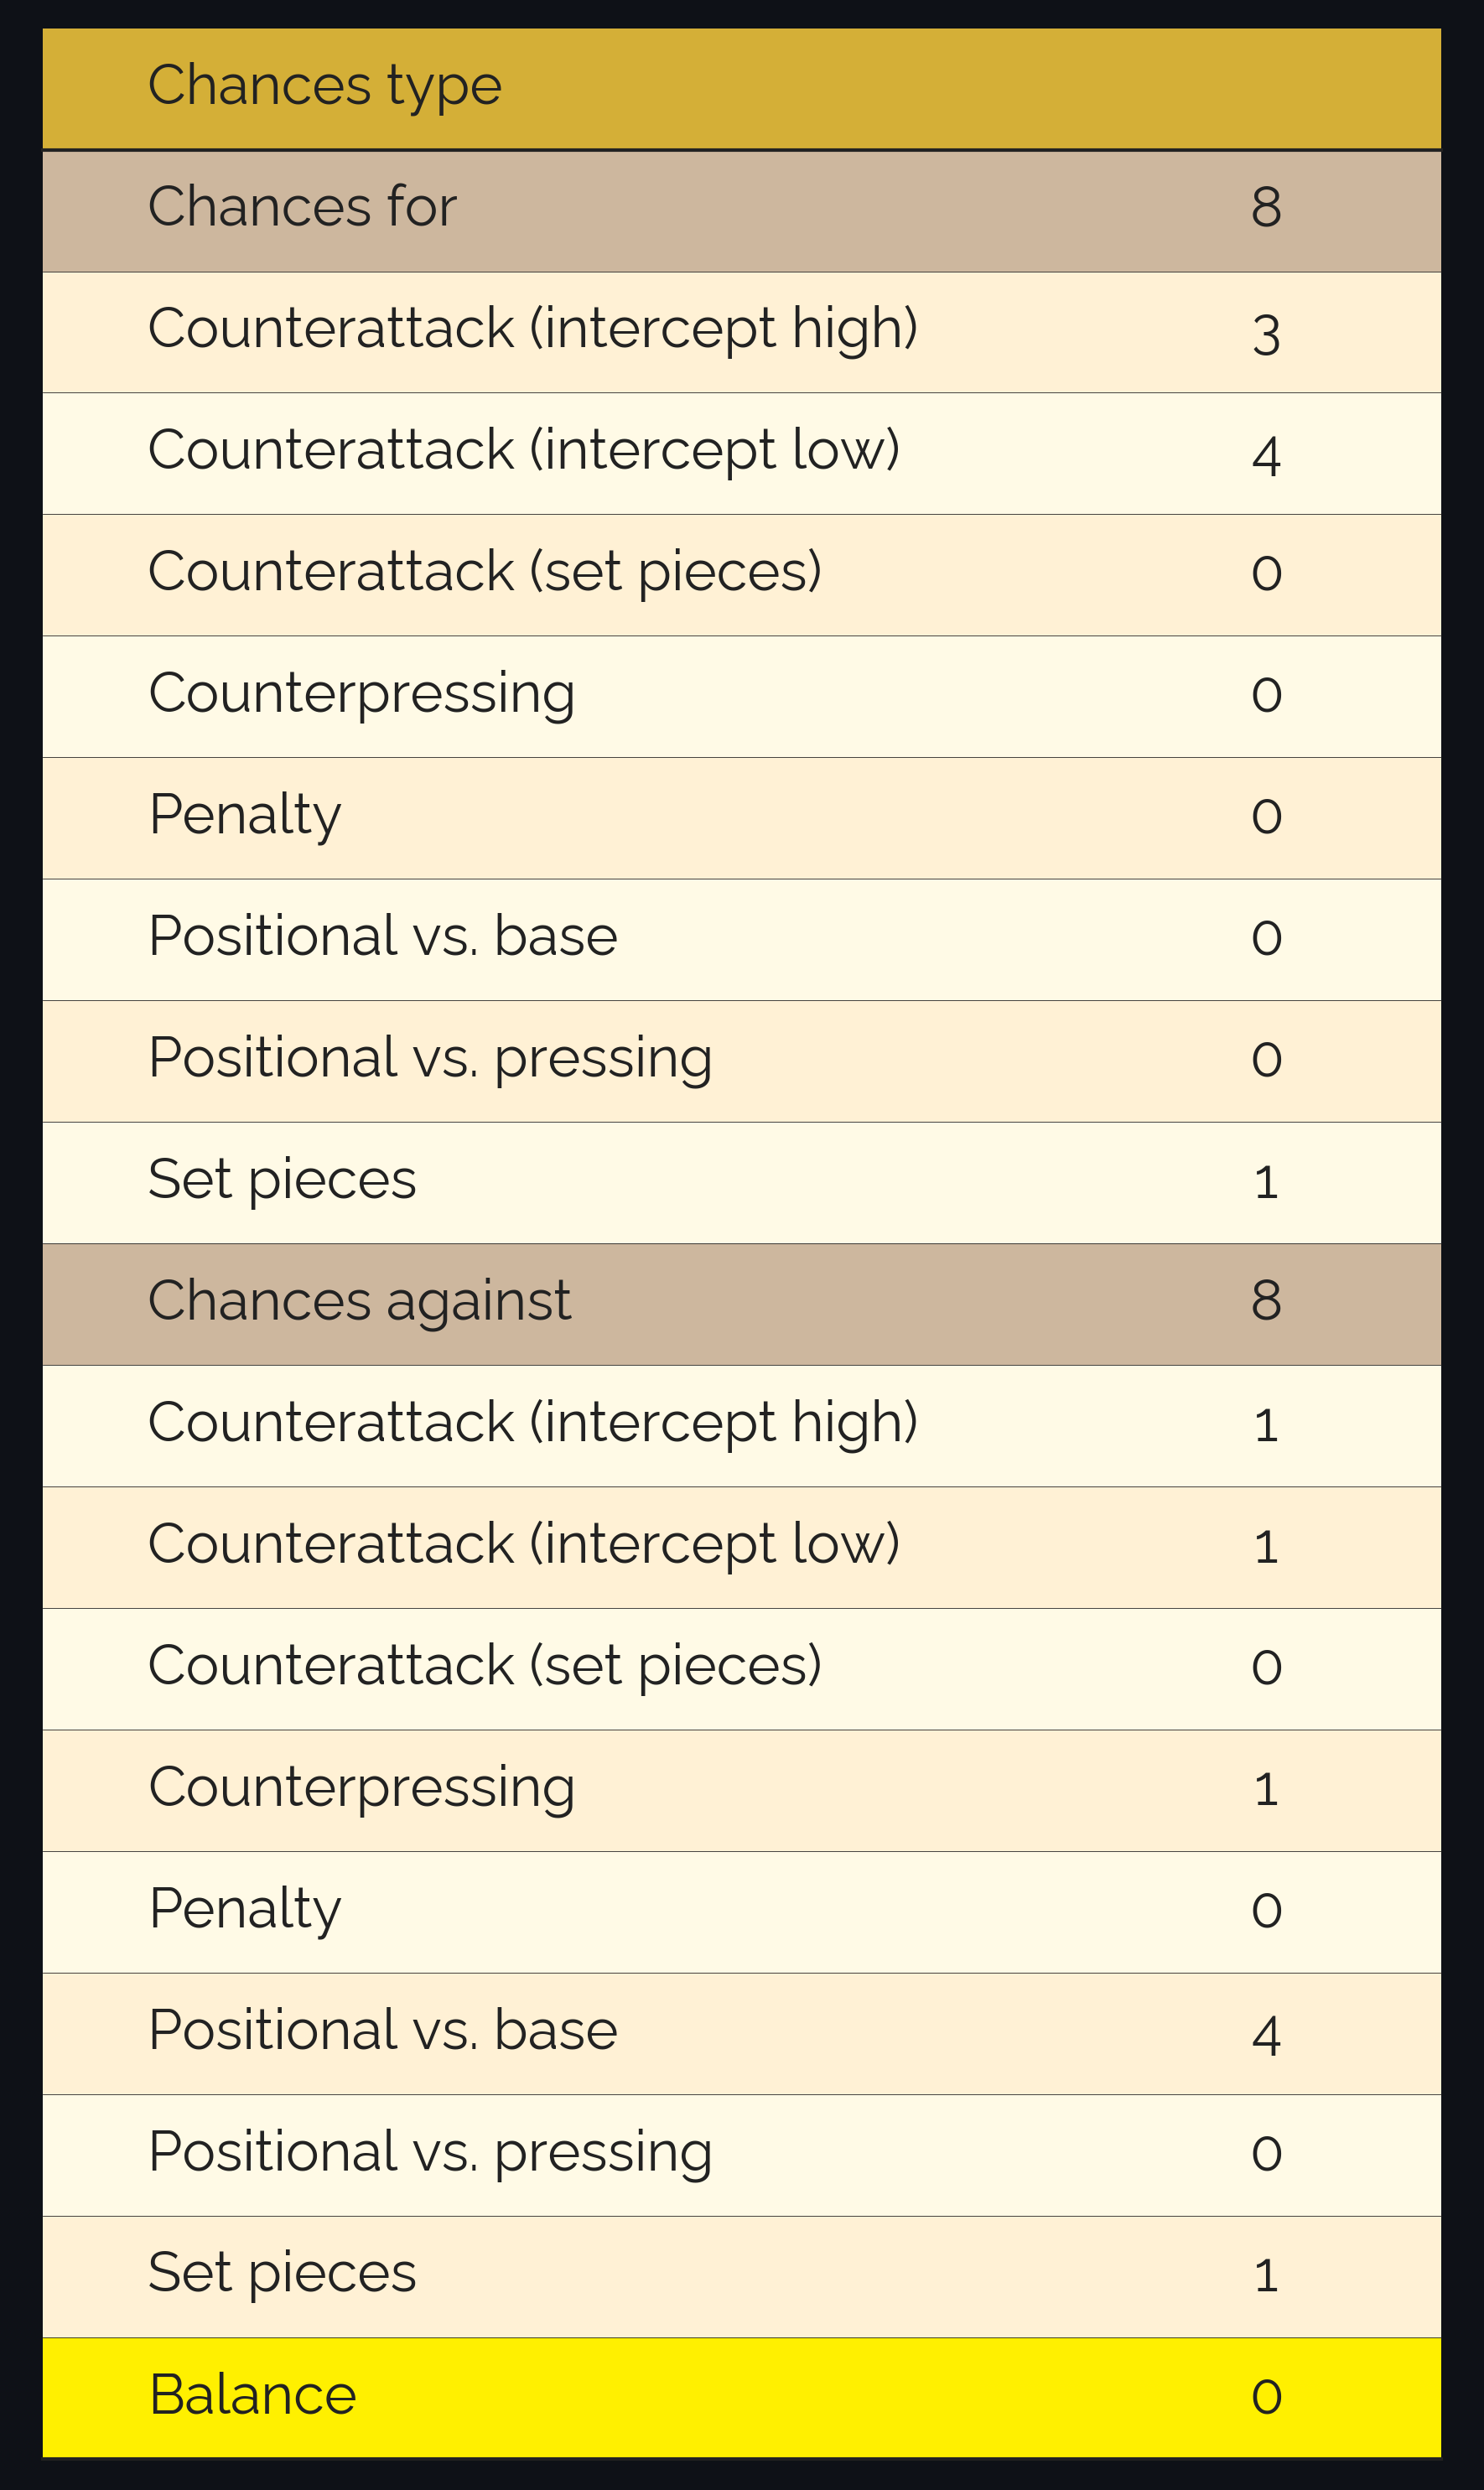 Chances type
Chances for 8
Counterattack (intercept high) 3
Counterattack (intercept low) 4
Counterattack (set pieces) 0
Counterpressing 0
Penalty 0
Positional vs. base 0
Positional vs. pressing 0
Set pieces 1
Chances against 8
Counterattack (intercept high) 1
Counterattack (intercept low) 1
Counterattack (set pieces) 0
Counterpressing 1
Penalty 0
Positional vs. base 4
Positional vs. pressing 0
Set pieces 1
Balance 0